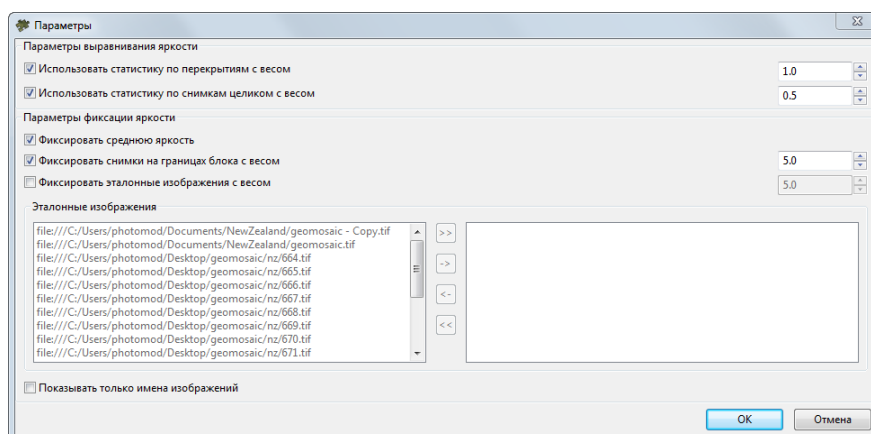 Параметры
Параметры выравнивания яркости
Использовать статистику по перекрытиям с весом 1.0
Использовать статистику по снимкам целиком с весом 0.5
Параметры фиксации яркости
Фиксировать среднюю яркость
Фиксировать снимки на границах блока с весом 5.0
Фиксировать эталонные изображения с весом 5.0
Эталонные изображения
file:///C:/Users/photomod/Documents/NewZealand/geomosaic - Copy.tif
file:///C:/Users/photomod/Documents/NewZealand/geomosaic.tif
file:///C:/Users/photomod/Desktop/geomosaic/nz/664.tif
file:///C:/Users/photomod/Desktop/geomosaic/nz/665.tif
file:///C:/Users/photomod/Desktop/geomosaic/nz/666.tif
file:///C:/Users/photomod/Desktop/geomosaic/nz/667.tif
file:///C:/Users/photomod/Desktop/geomosaic/nz/668.tif
file:///C:/Users/photomod/Desktop/geomosaic/nz/669.tif
file:///C:/Users/photomod/Desktop/geomosaic/nz/670.tif
file:///C:/Users/photomod/Desktop/geomosaic/nz/671.tif
>>
->
<-
<<
Показывать только имена изображений
OK Отмена